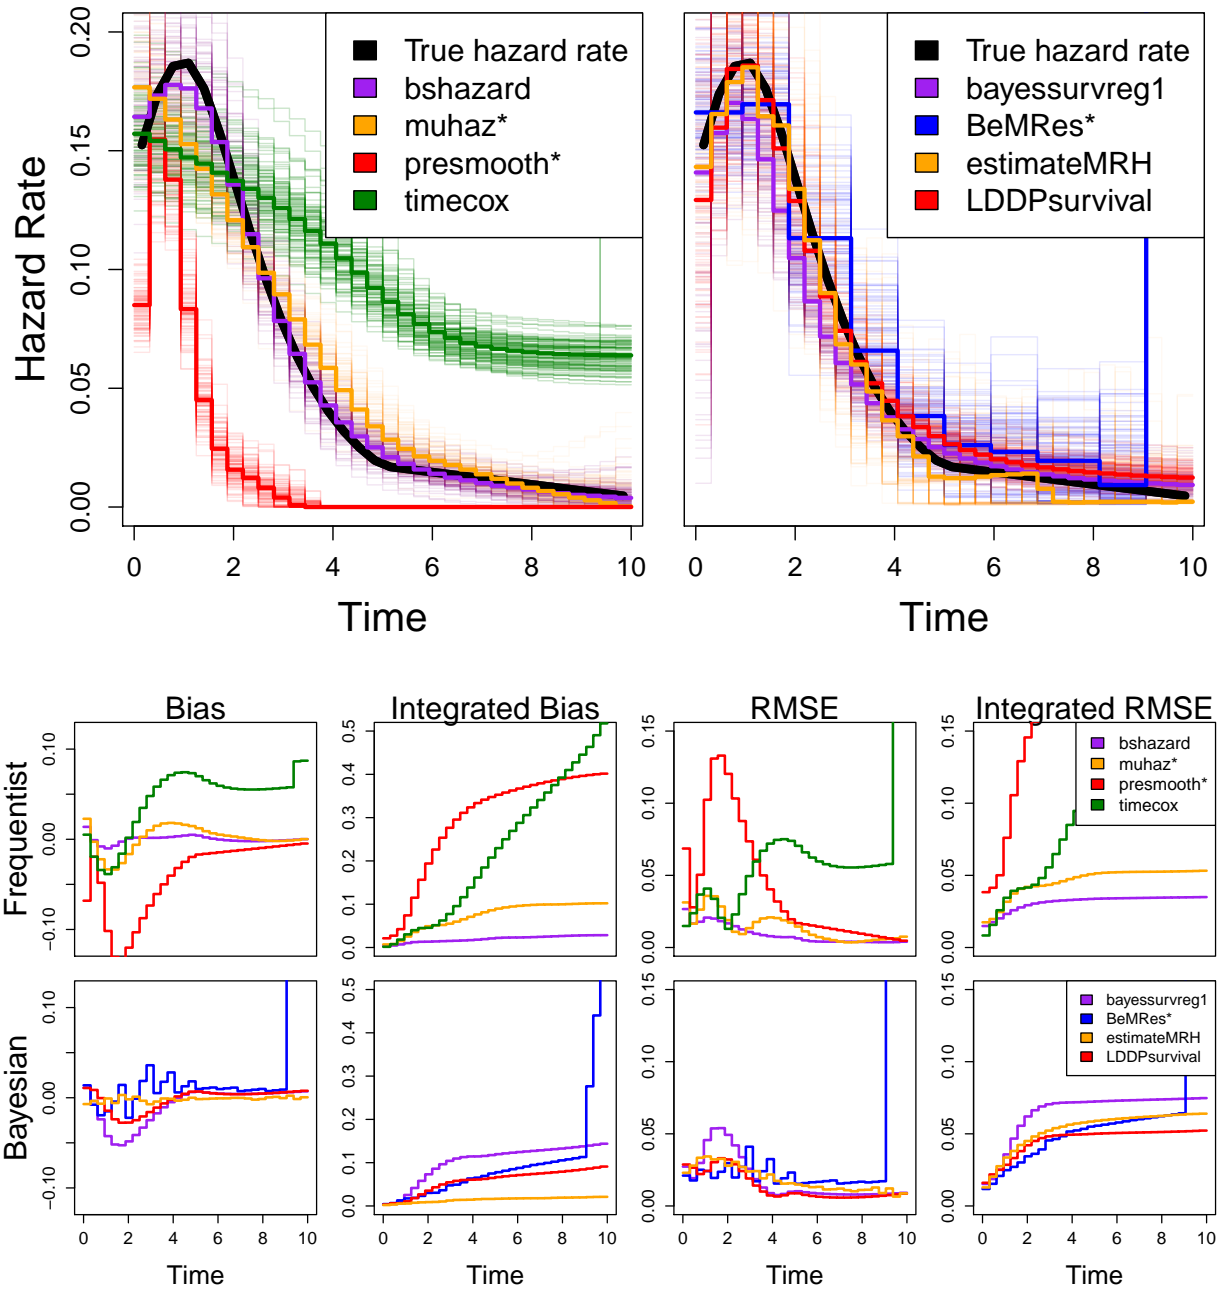 Hazard Rate
0.00 0.05 0.10 0.15 0.20
True hazard rate
bshazard
muhaz*
presmooth*
timecox
0 2 4 6 8 10
Time
True hazard rate
bayessurvreg1
BeMRes*
estimateMRH
LDDPsurvival
0 2 4 6 8 10
Time
Bias
Integrated Bias
RMSE
Integrated RMSE
Frequentist
−0.10 0.00 0.10
0.0 0.1 0.2 0.3 0.4 0.5
0.00 0.05 0.10 0.15
0.00 0.05 0.10 0.15
bshazard
muhaz*
presmooth*
timecox
Bayesian
−0.10 0.00 0.10
0.0 0.1 0.2 0.3 0.4 0.5
0.00 0.05 0.10 0.15
0.00 0.05 0.10 0.15
bayessurvreg1
BeMRes*
estimateMRH
LDDPsurvival
0 2 4 6 8 10
0 2 4 6 8 10
0 2 4 6 8 10
0 2 4 6 8 10
Time
Time
Time
Time